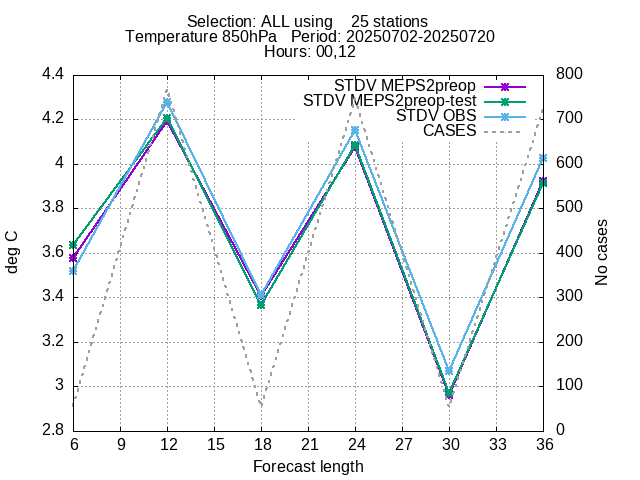 Selection: ALL using    25 stations
Temperature 850hPa   Period: 20250702-20250720
Hours: 00,12
STDV MEPS2preop
STDV MEPS2preop-test
STDV OBS
CASES
4.4
4.2
4
3.8
3.6
3.4
3.2
3
2.8
deg C
800
700
600
500
400
300
200
100
0
No cases
6 9 12 15 18 21 24 27 30 33 36
Forecast length